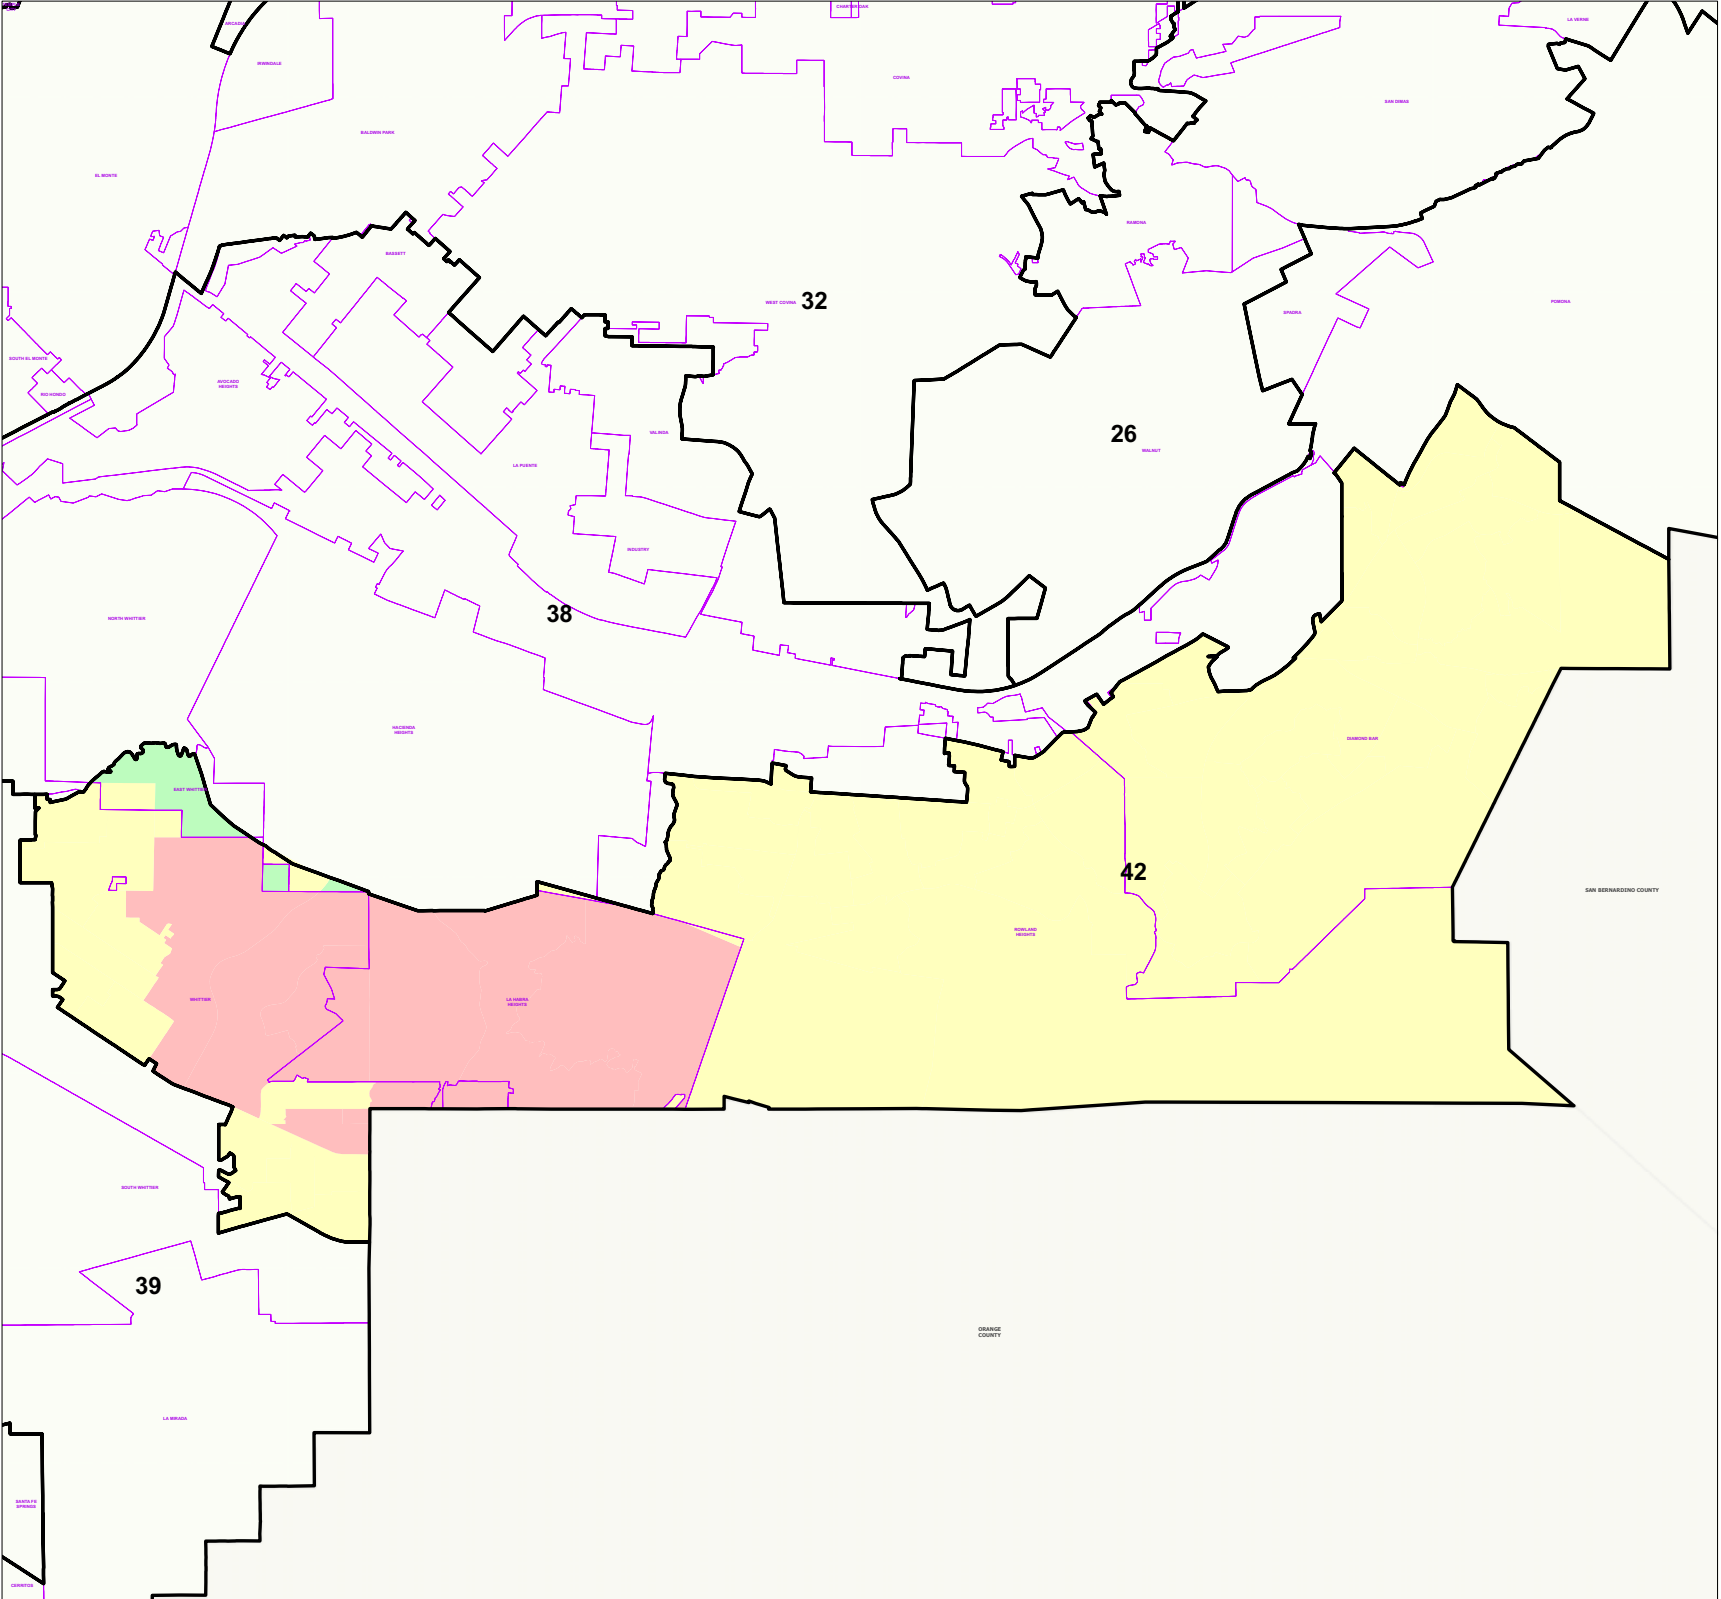 CHARTER OAK
LA VERNE
ARCADIA
IRWINDALE
COVINA
SAN DIMAS
BALDWIN PARK
EL MONTE
RAMONA
BASSETT
WEST COVINA
32
POMONA
SPADRA
SOUTH EL MONTE
AVOCADO
HEIGHTS
RIO HONDO
VALINDA
26
WALNUT
LA PUENTE
INDUSTRY
38
NORTH WHITTIER
HACIENDA
HEIGHTS
DIAMOND BAR
EAST WHITTIER
42
SAN BERNARDINO COUNTY
ROWLAND
HEIGHTS
WHITTIER
LA HABRA
HEIGHTS
SOUTH WHITTIER
39
ORANGE
COUNTY
LA MIRADA
SANTA FE
SPRINGS
CERRITOS